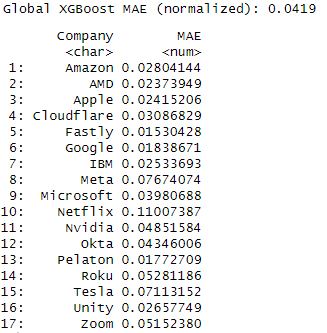 Global XGBoost MAE (normalized): 0.0419
Company MAE
<char> <num>
1: Amazon 0.02804144
2: AMD 0.02373949
3: Apple 0.02415206
4: Cloudflare 0.03086829
5: Fastly 0.01530428
6: Google 0.01838671
7: IBM 0.02533693
8: Meta 0.07674074
9: Microsoft 0.03980688
10: Netflix 0.11007387
11: Nvidia 0.04851584
12: Okta 0.04346006
13: Pelaton 0.01772709
14: Roku 0.05281186
15: Tesla 0.07113152
16: Unity 0.02657749
17: Zoom 0.05152380